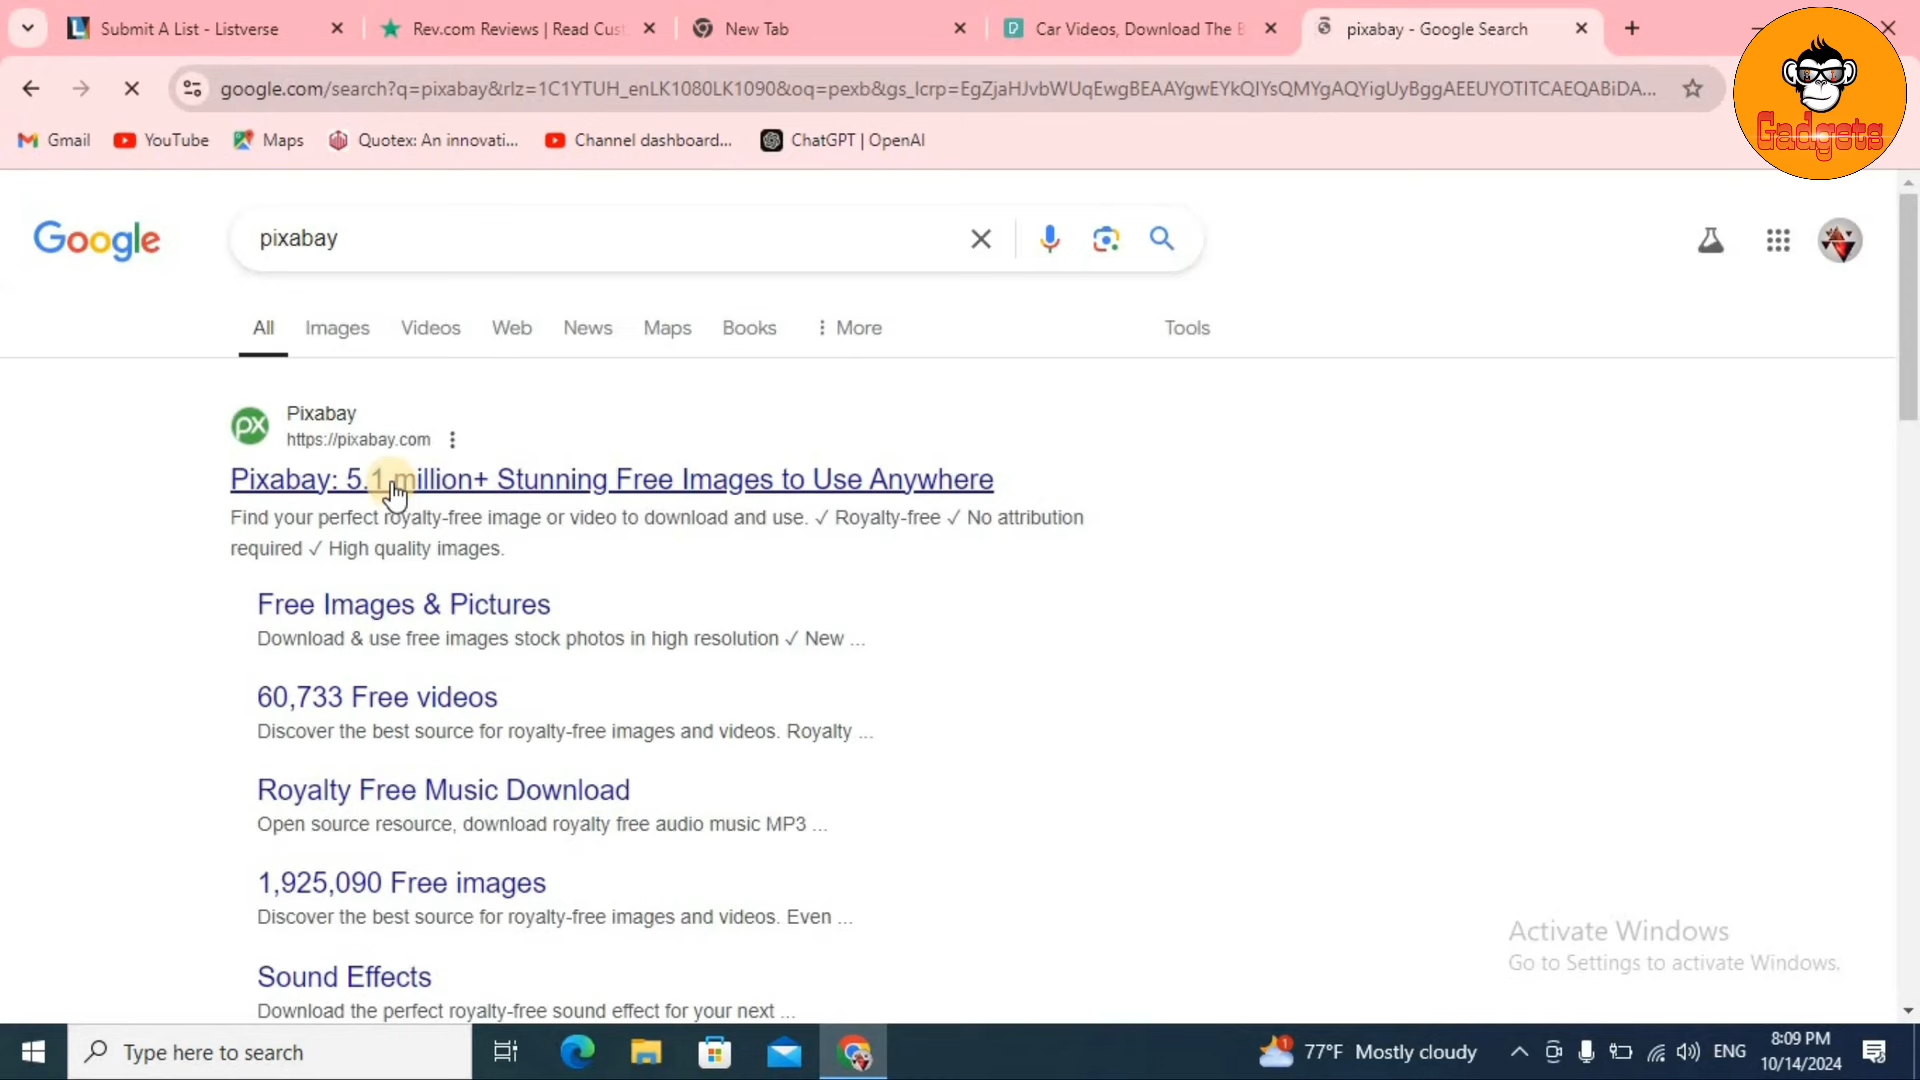 Submit A List - Listverse
Rev.com Reviews | Read Cust
New Tab
Car Videos, Download The B
pixabay - Google Search
google.com/search?q=pixabay&rlz=1C1YTUH_enLK1080LK1090&oq=pexb&gs_lcrp=EgZjaHJvbWUqEwgBEAAYgwEYkQIYsQMYgAQYigUyBggAEEUYOTITCAEQABiDA...
Gadgets
Gmail
YouTube
Maps
Quotex: An innovati...
Channel dashboard...
ChatGPT | OpenAI
Google
pixabay
All
Images
Videos
Web
News
Maps
Books
More
Tools
px
Pixabay
https://pixabay.com
Pixabay: 5.1 million+ Stunning Free Images to Use Anywhere
Find your perfect royalty-free image or video to download and use. ✓ Royalty-free ✓ No attribution
required ✓ High quality images.
Free Images & Pictures
Download & use free images stock photos in high resolution ✓ New ...
60,733 Free videos
Discover the best source for royalty-free images and videos. Royalty ...
Royalty Free Music Download
Open source resource, download royalty free audio music MP3 ...
1,925,090 Free images
Discover the best source for royalty-free images and videos. Even ...
Sound Effects
Download the perfect royalty-free sound effect for your next ...
Activate Windows
Go to Settings to activate Windows.
Type here to search
1
77°F Mostly cloudy
ENG
8:09 PM
10/14/2024